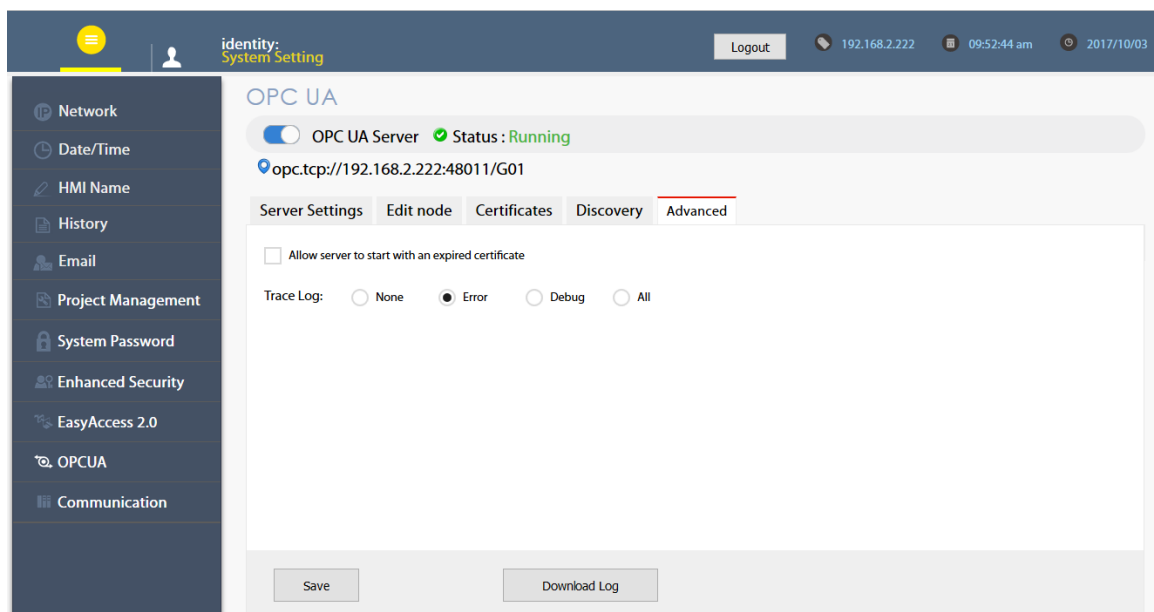 identity:
System Setting
Logout
192.168.2.222
09:52:44 am
2017/10/03
Network
Date/Time
HMI Name
History
Email
Project Management
System Password
Enhanced Security
EasyAccess 2.0
OPCUA
Communication
OPC UA
OPC UA Server Status : Running
opc.tcp://192.168.2.222:48011/G01
Server Settings Edit node Certificates Discovery Advanced
Allow server to start with an expired certificate
Trace Log: None Error Debug All
Save Download Log